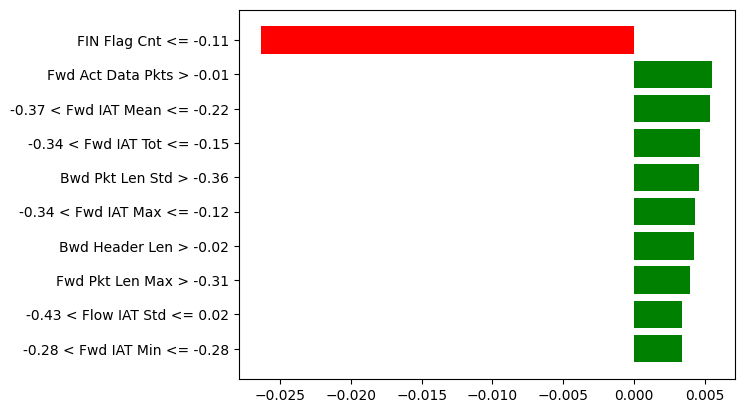 FIN Flag Cnt <= -0.11
Fwd Act Data Pkts > -0.01
-0.37 < Fwd IAT Mean <= -0.22
-0.34 < Fwd IAT Tot <= -0.15
Bwd Pkt Len Std > -0.36
-0.34 < Fwd IAT Max <= -0.12
Bwd Header Len > -0.02
Fwd Pkt Len Max > -0.31
-0.43 < Flow IAT Std <= 0.02
-0.28 < Fwd IAT Min <= -0.28
−0.025 −0.020 −0.015 −0.010 −0.005 0.000 0.005